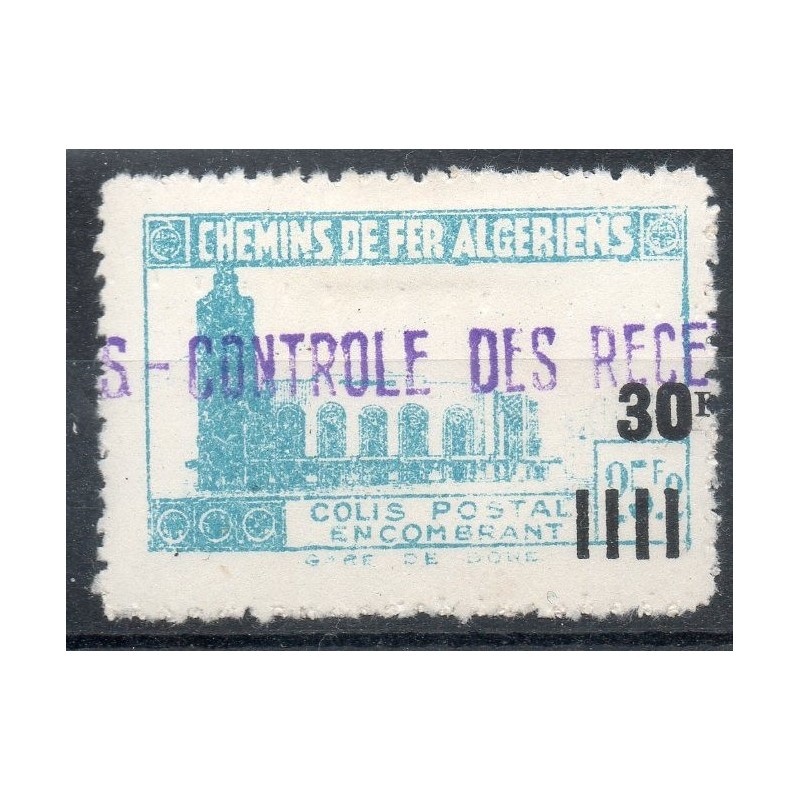 CHEMINS DE FER ALGERIENS
S - CONTROLE DES RECE
30F
COLIS POSTAL
ENCOMBRANT
GARE DE BONE